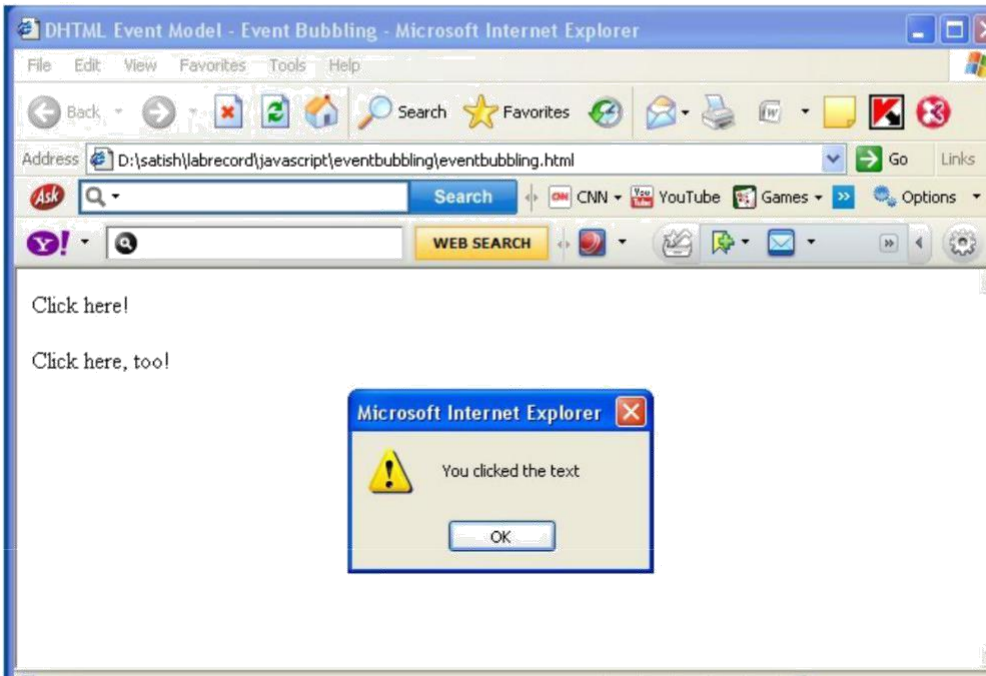 DHTML Event Model - Event Bubbling - Microsoft Internet Explorer
File Edit View Favorites Tools Help
Back Search Favorites
Address D:\satish\labrecord\javascript\eventbubbling\eventbubbling.html Go Links
Ask Search CNN YouTube Games Options
Y! WEB SEARCH
Click here!
Click here, too!
Microsoft Internet Explorer
You clicked the text
OK